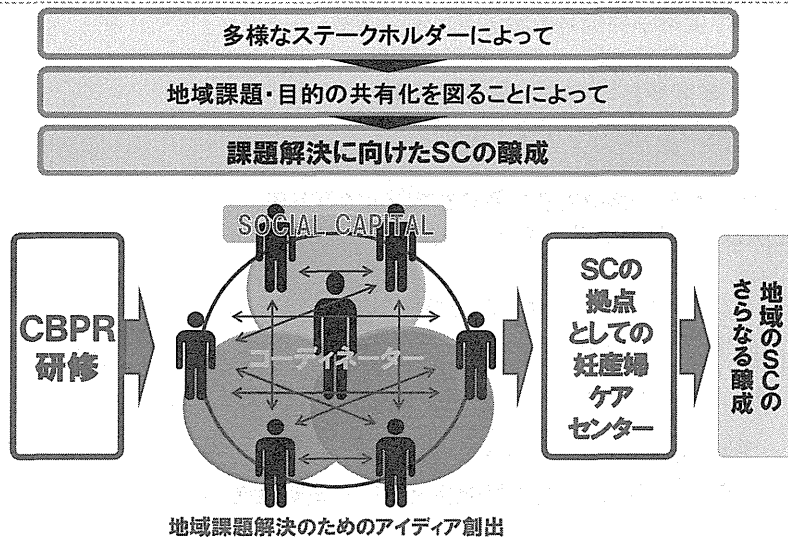 多様なステークホルダーによって
地域課題・目的の共有化を図ることによって
課題解決に向けたSCの醸成
SOCIAL CAPITAL
CBPR
研修
コーディネーター
SCの
拠点
としての
妊産婦
ケア
センター
地域のSCの
さらなる醸成
地域課題解決のためのアイディア創出